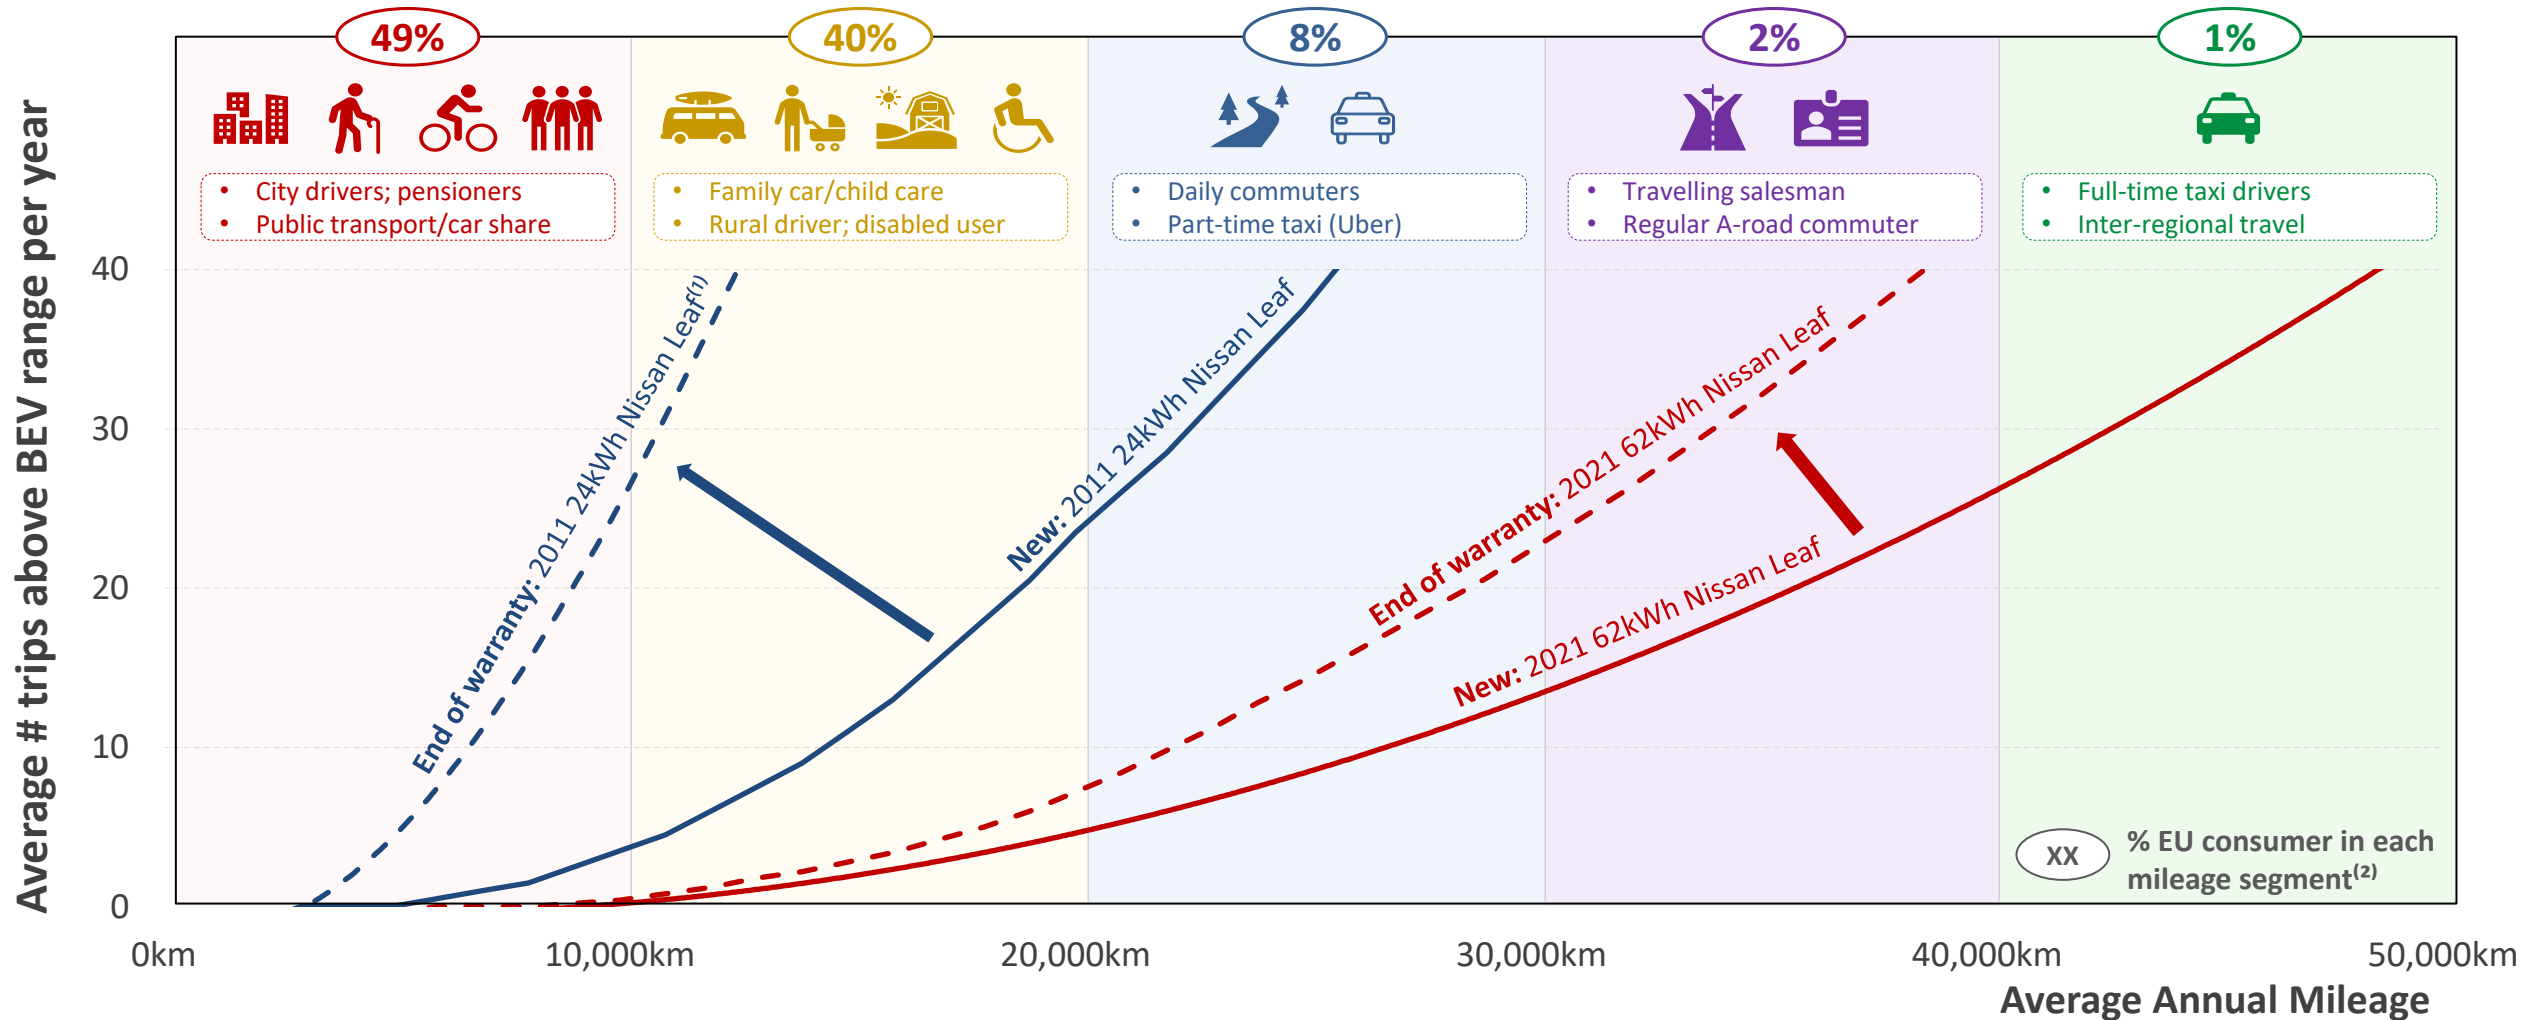 49%
40%
8%
2%
1%
• City drivers; pensioners
• Public transport/car share
• Family car/child care
• Rural driver; disabled user
• Daily commuters
• Part-time taxi (Uber)
• Travelling salesman
• Regular A-road commuter
• Full-time taxi drivers
• Inter-regional travel
Average # trips above BEV range per year
40
30
20
10
0
End of warranty: 2011 24kWh Nissan Leaf⁽¹⁾
New: 2011 24kWh Nissan Leaf
End of warranty: 2021 62kWh Nissan Leaf
New: 2021 62kWh Nissan Leaf
XX
% EU consumer in each
mileage segment⁽²⁾
0km
10,000km
20,000km
30,000km
40,000km
50,000km
Average Annual Mileage